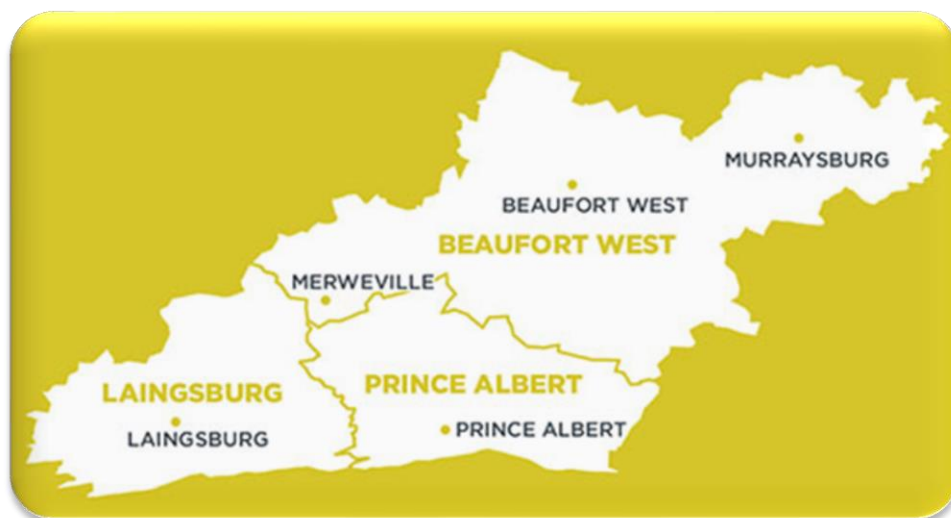 MURRAYSBURG
BEAUFORT WEST
BEAUFORT WEST
MERWEVILLE
LAINGSBURG
PRINCE ALBERT
PRINCE ALBERT
LAINGSBURG